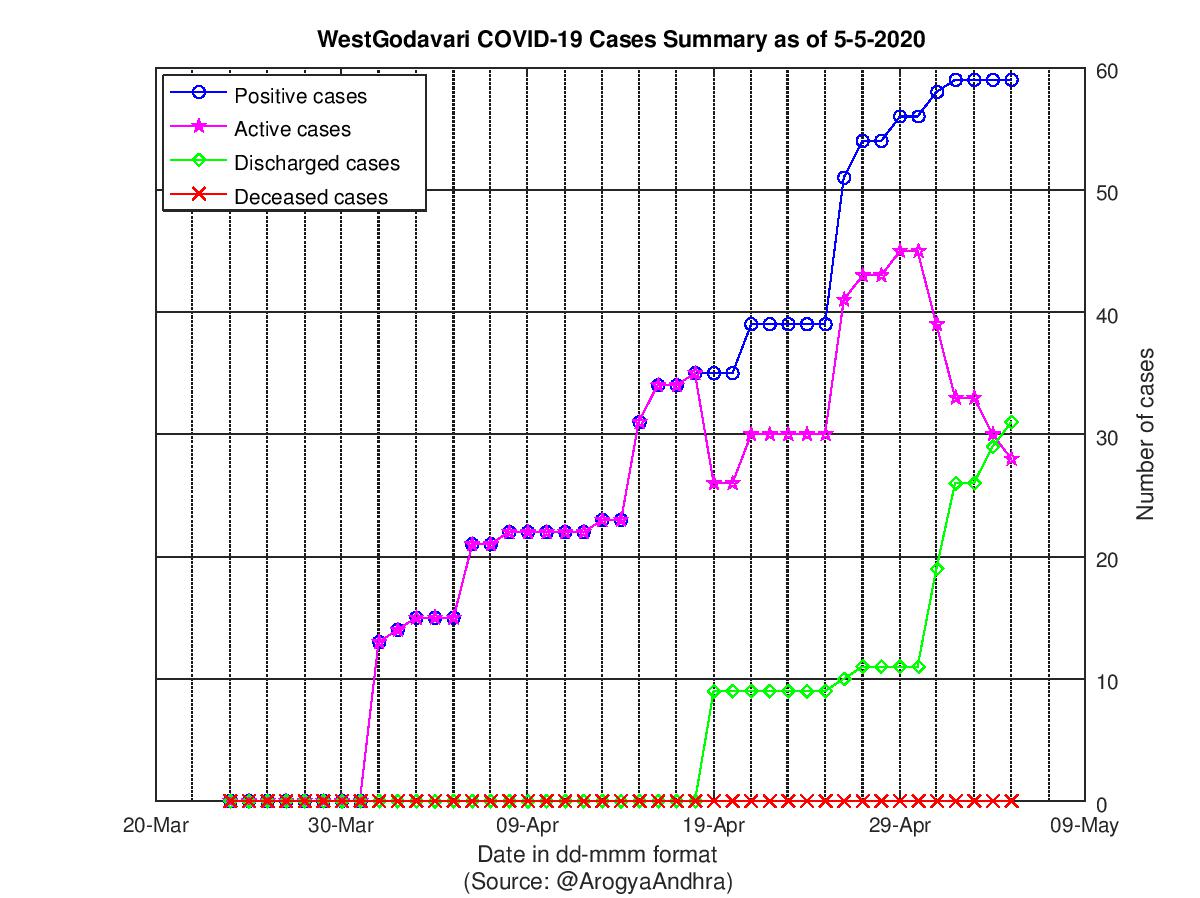 WestGodavari COVID-19 Cases Summary as of 5-5-2020
Positive cases
Active cases
Discharged cases
Deceased cases
60
50
40
30
20
10
0
Number of cases
20-Mar 30-Mar 09-Apr 19-Apr 29-Apr 09-May
Date in dd-mmm format
(Source: @ArogyaAndhra)